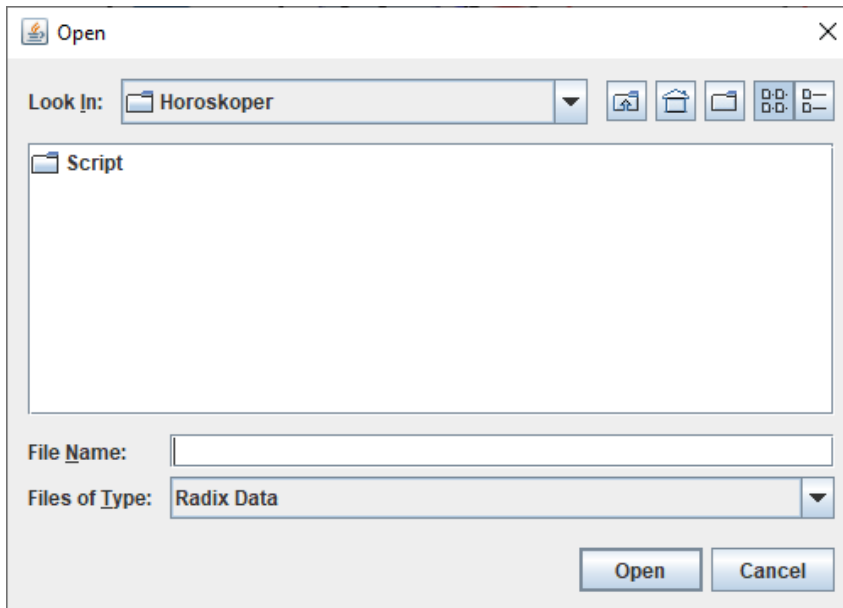 Open
Look In: Horoskoper
Script
File Name:
Files of Type: Radix Data
Open Cancel